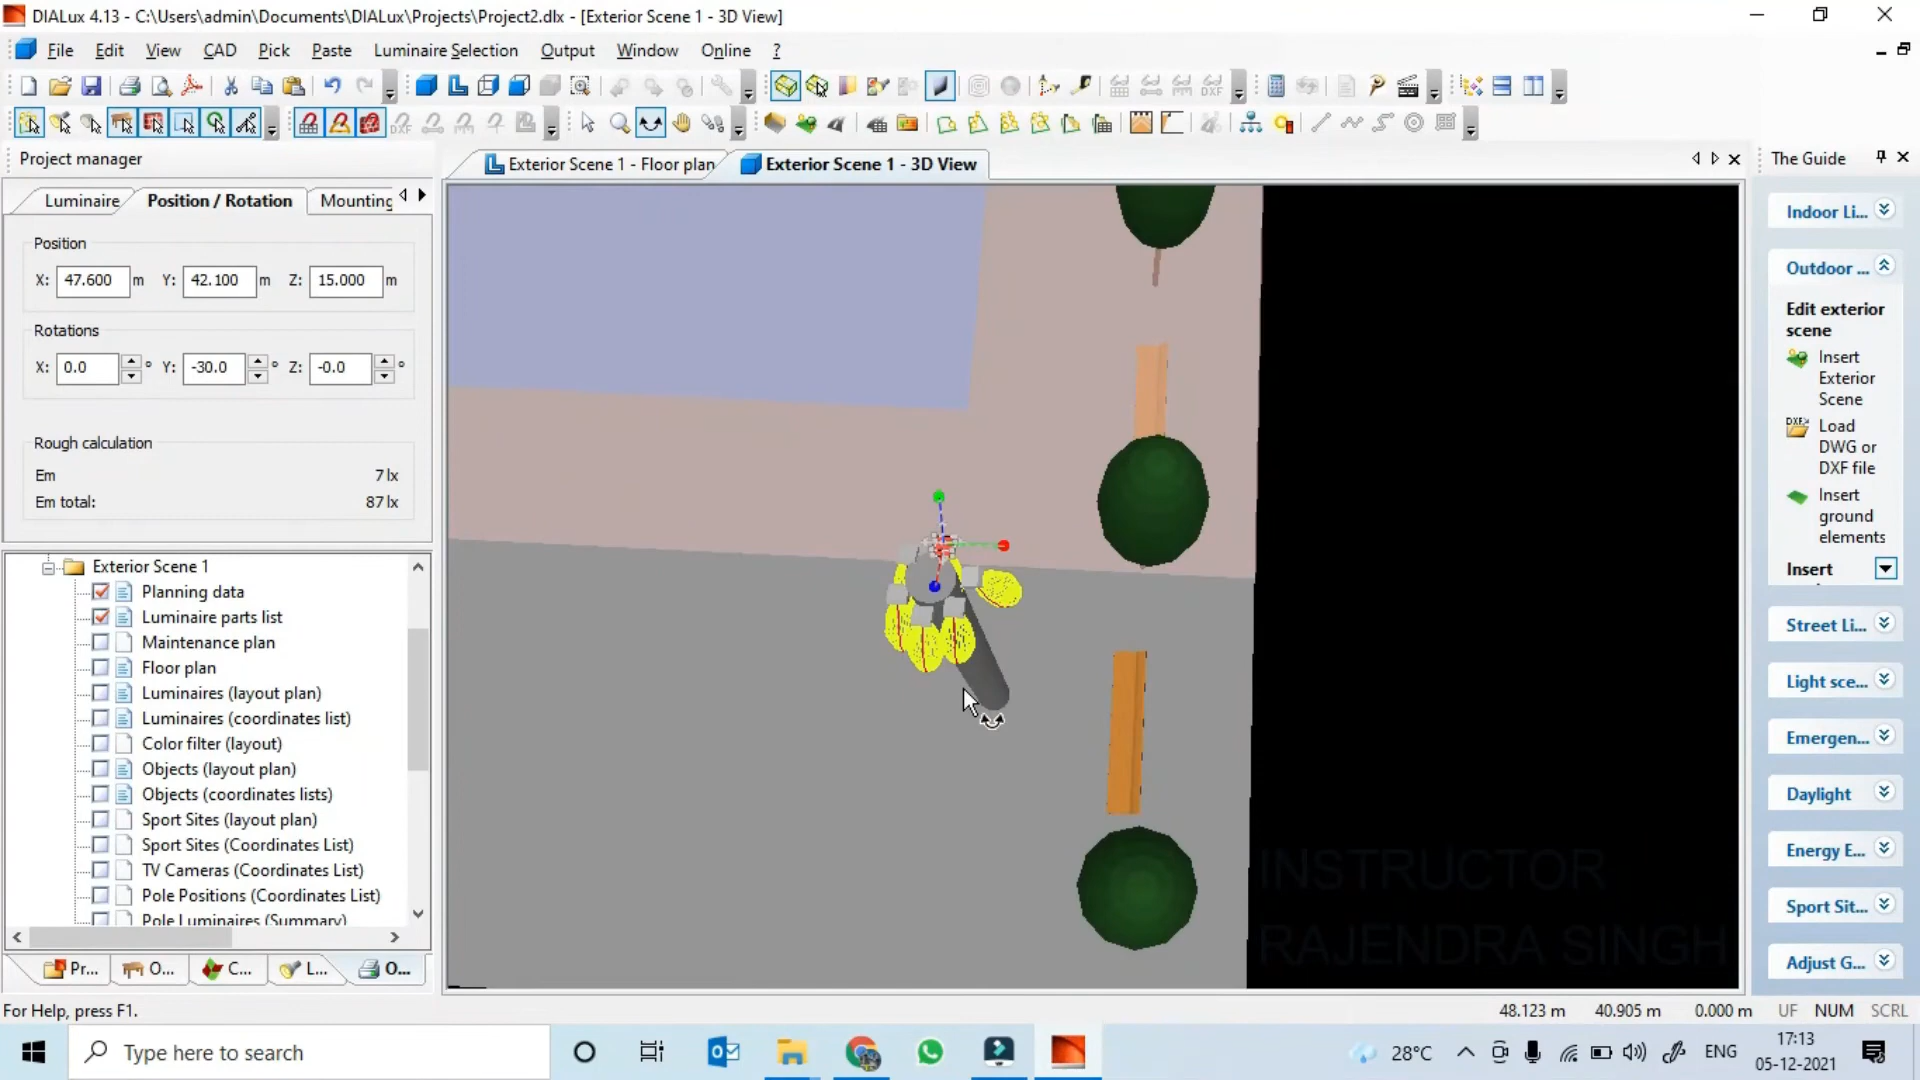 DIALux 4.13 - C:\Users\admin\Documents\DIALux\Projects\Project2.dlx - [Exterior Scene 1 - 3D View]
File Edit View CAD Pick Paste Luminaire Selection Output Window Online ?
Project manager
Exterior Scene 1 - Floor plan
Exterior Scene 1 - 3D View
The Guide
Luminaire
Position / Rotation
Mounting
Position
X: 47.600 m Y: 42.100 m Z: 15.000 m
Rotations
X: 0.0 ° Y: -30.0 ° Z: -0.0 °
Rough calculation
Em 7 lx
Em total: 87 lx
Exterior Scene 1
Planning data
Luminaire parts list
Maintenance plan
Floor plan
Luminaires (layout plan)
Luminaires (coordinates list)
Color filter (layout)
Objects (layout plan)
Objects (coordinates lists)
Sport Sites (layout plan)
Sport Sites (Coordinates List)
TV Cameras (Coordinates List)
Pole Positions (Coordinates List)
Pole Luminaires (Summary)
Pr... O... C... L... O...
Indoor Li...
Outdoor ...
Edit exterior
scene
Insert
Exterior
Scene
Load
DWG or
DXF file
Insert
ground
elements
Insert
Street Li...
Light sce...
Emergen...
Daylight
Energy E...
Sport Sit...
Adjust G...
INSTRUCTOR
RAJENDRA SINGH
For Help, press F1.
48.123 m 40.905 m 0.000 m UF NUM SCRL
Type here to search
28°C
ENG
17:13
05-12-2021